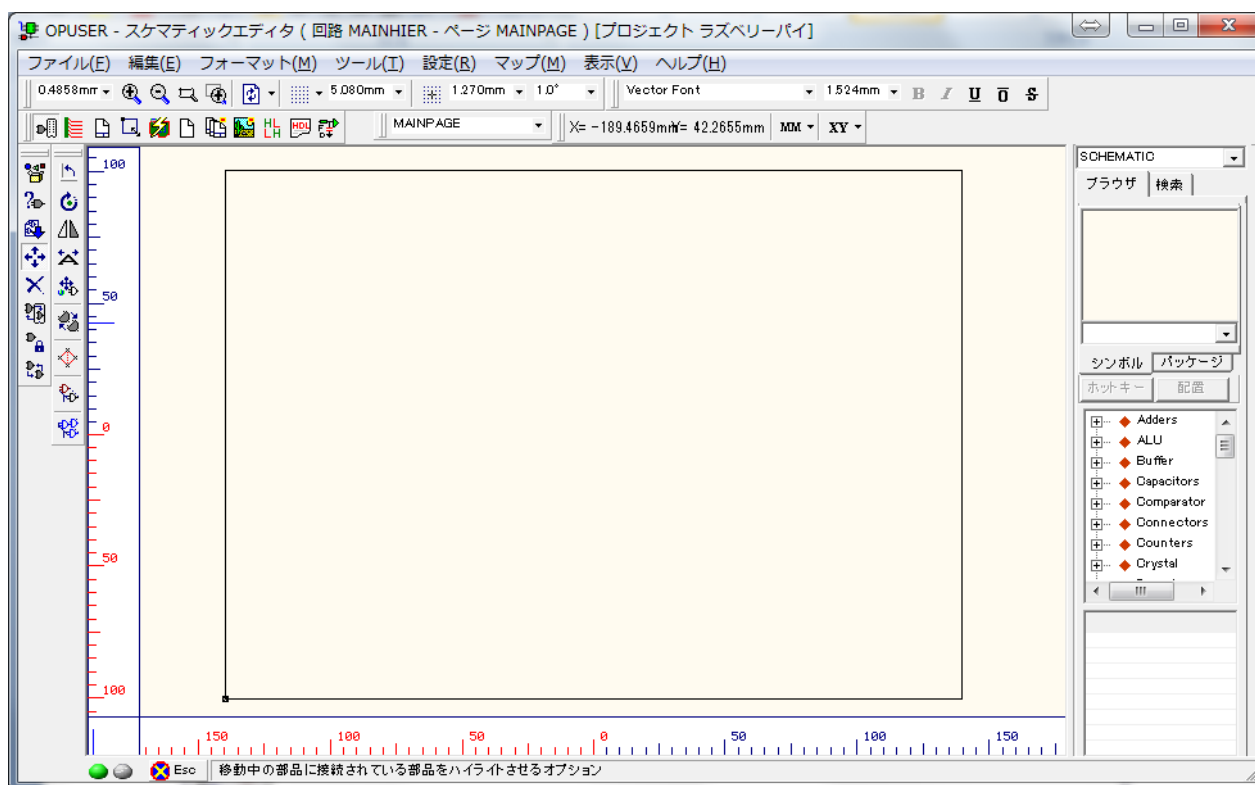 OPUSER - スケマティックエディタ ( 回路 MAINHIER - ページ MAINPAGE ) [プロジェクト ラズベリーパイ]
ファイル(F) 編集(E) フォーマット(M) ツール(T) 設定(R) マップ(M) 表示(V) ヘルプ(H)
0.4858mm 5.080mm 1.270mm 1.0° Vector Font 1.524mm B I U O S
MAINPAGE X= -189.4659mm Y= 42.2655mm MM XY
SCHEMATIC
ブラウザ 検索
シンボル パッケージ
ホットキー 配置
Adders
ALU
Buffer
Capacitors
Comparator
Connectors
Counters
Crystal
100
50
0
50
100
150 100 50 0 50 100 150
Esc 移動中の部品に接続されている部品をハイライトさせるオプション